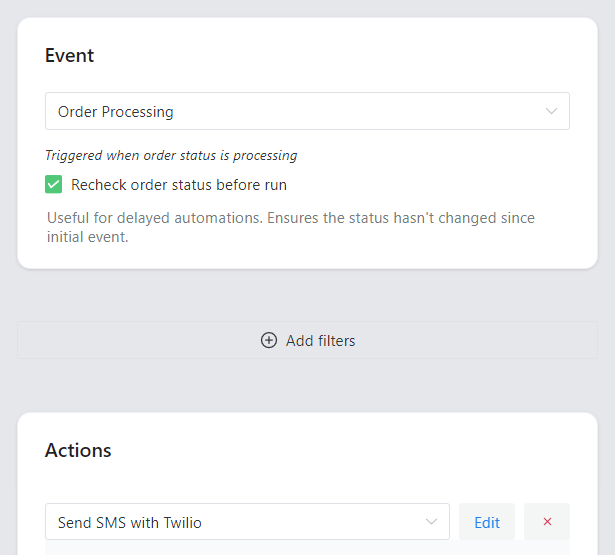 Event
Order Processing
Triggered when order status is processing
Recheck order status before run
Useful for delayed automations. Ensures the status hasn't changed since
initial event.
Add filters
Actions
Send SMS with Twilio
Edit
×